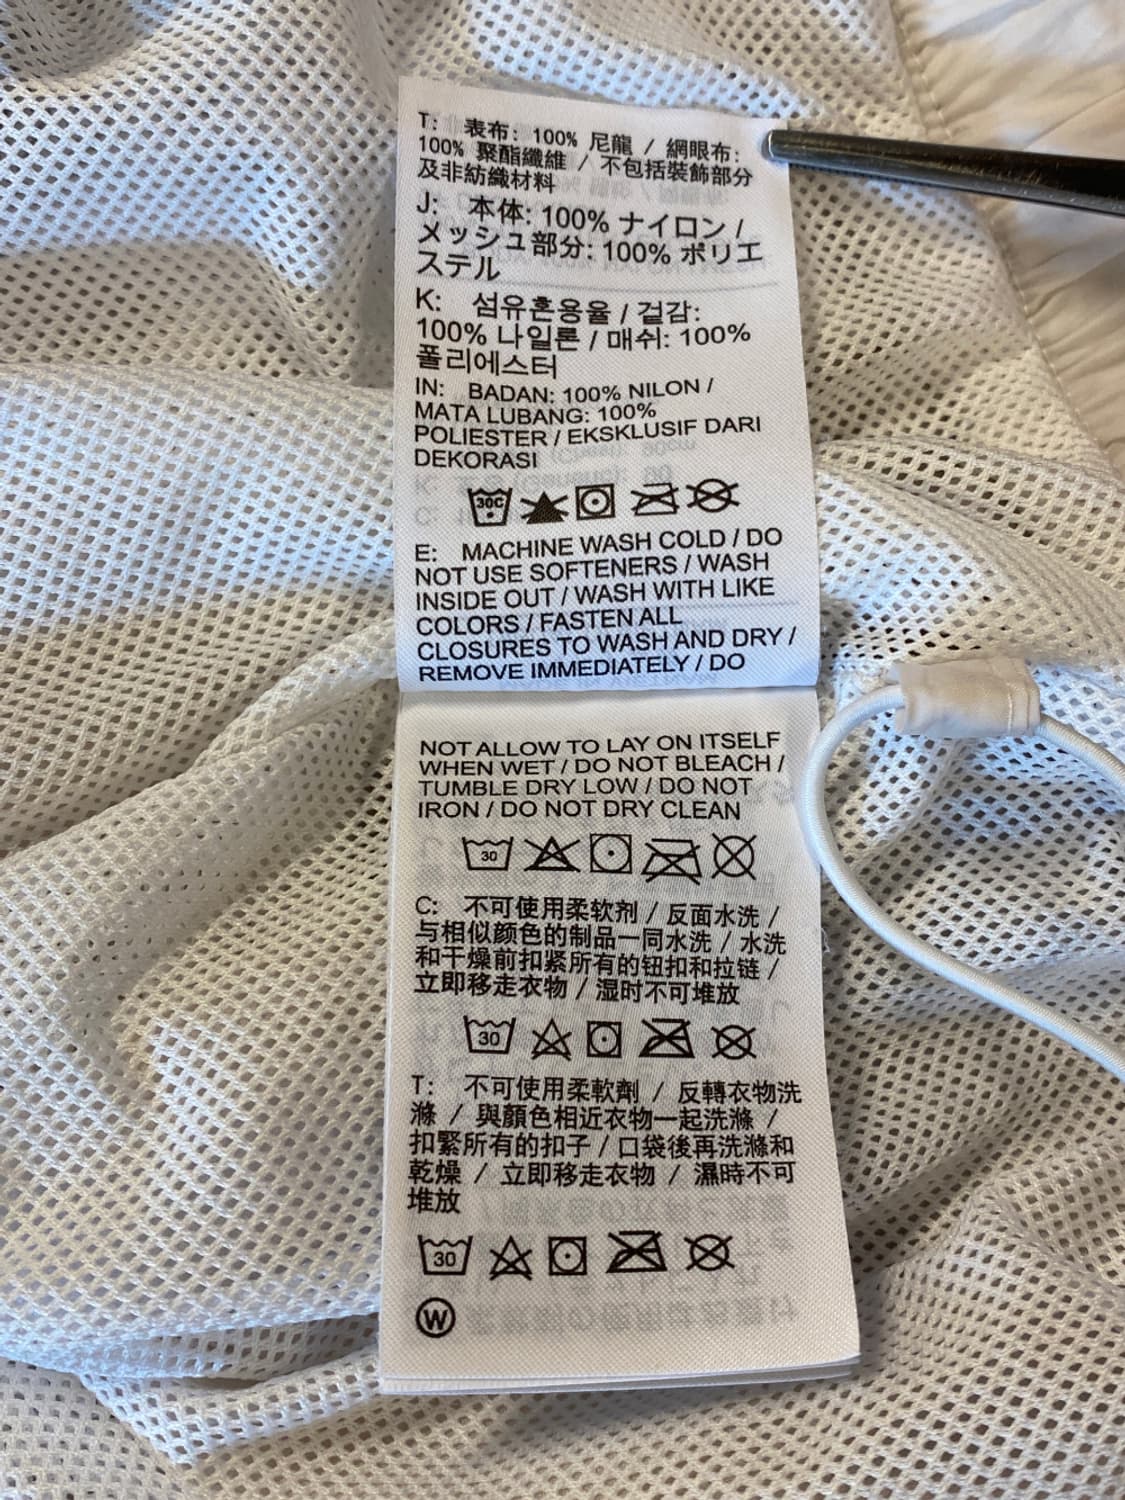 T: 表布: 100% 尼龍 / 網眼布:
100% 聚酯纖維 / 不包括裝飾部分
及非紡織材料
J: 本体: 100% ナイロン /
メッシュ部分: 100% ポリエ
ステル
K: 섬유혼용율 / 겉감:
100% 나일론 / 매쉬: 100%
폴리에스터
IN: BADAN: 100% NILON /
MATA LUBANG: 100%
POLIESTER / EKSKLUSIF DARI
DEKORASI
30C
E: MACHINE WASH COLD / DO
NOT USE SOFTENERS / WASH
INSIDE OUT / WASH WITH LIKE
COLORS / FASTEN ALL
CLOSURES TO WASH AND DRY /
REMOVE IMMEDIATELY / DO
NOT ALLOW TO LAY ON ITSELF
WHEN WET / DO NOT BLEACH /
TUMBLE DRY LOW / DO NOT
IRON / DO NOT DRY CLEAN
30
C: 不可使用柔软剂 / 反面水洗 /
与相似颜色的制品一同水洗 / 水洗
和干燥前扣紧所有的钮扣和拉链 /
立即移走衣物 / 湿时不可堆放
30
T: 不可使用柔軟劑 / 反轉衣物洗
滌 / 與顏色相近衣物一起洗滌 /
扣緊所有的扣子 / 口袋後再洗滌和
乾燥 / 立即移走衣物 / 濕時不可
堆放
30
W